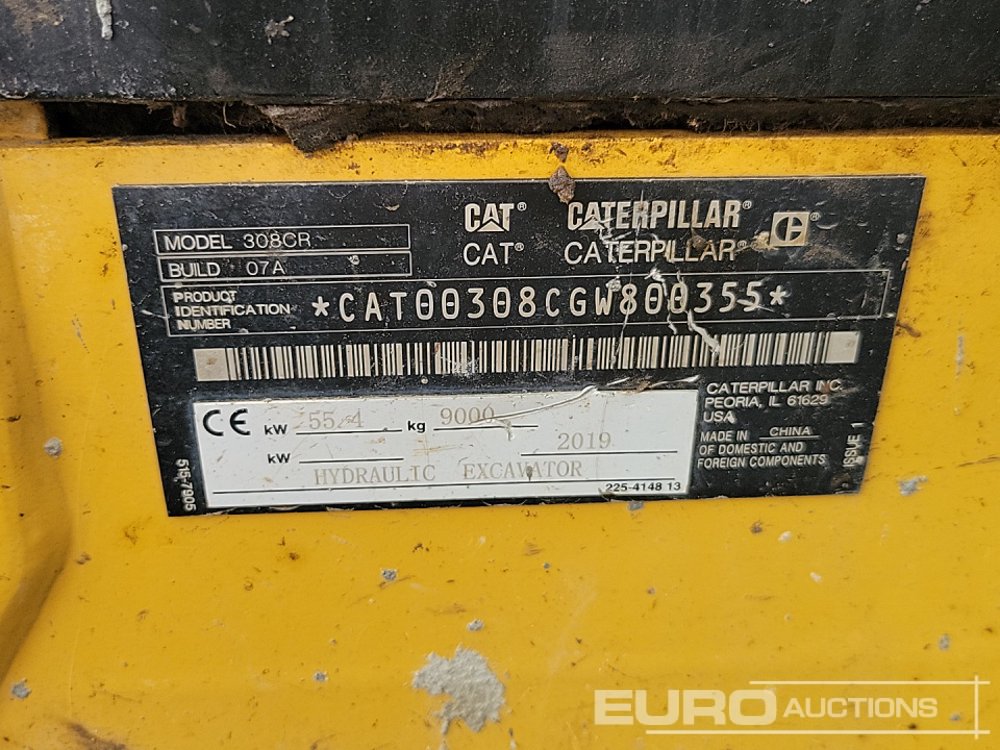 CAT® CATERPILLAR® ®
CAT® CATERPILLAR®
MODEL 308CR
BUILD 07A
PRODUCT IDENTIFICATION NUMBER *CAT00308CGW800355*
CE kW 55.4 kg 9000
kW 2019
HYDRAULIC EXCAVATOR
225-4148 13
515-7905
CATERPILLAR INC.
PEORIA, IL 61629
USA
MADE IN CHINA
OF DOMESTIC AND
FOREIGN COMPONENTS
ISSUE 1
EURO AUCTIONS